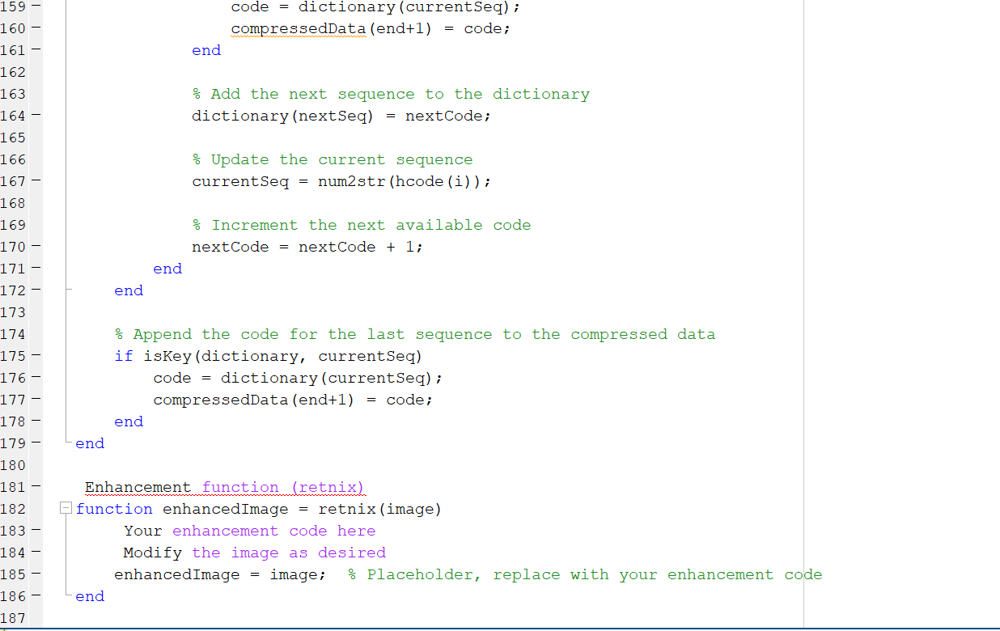 159 – code = dictionary(currentSeq);
160 – compressedData(end+1) = code;
161 – end
162
163 % Add the next sequence to the dictionary
164 – dictionary(nextSeq) = nextCode;
165
166 % Update the current sequence
167 – currentSeq = num2str(hcode(i));
168
169 % Increment the next available code
170 – nextCode = nextCode + 1;
171 – end
172 – end
173
174 % Append the code for the last sequence to the compressed data
175 – if isKey(dictionary, currentSeq)
176 – code = dictionary(currentSeq);
177 – compressedData(end+1) = code;
178 – end
179 – end
180
181 – Enhancement function (retnix)
182 function enhancedImage = retnix(image)
183 – Your enhancement code here
184 – Modify the image as desired
185 – enhancedImage = image; % Placeholder, replace with your enhancement code
186 – end
187